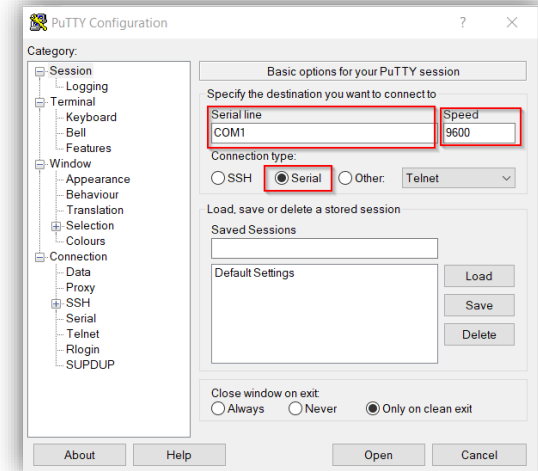 PuTTY Configuration
Category:
Session
Logging
Terminal
Keyboard
Bell
Features
Window
Appearance
Behaviour
Translation
Selection
Colours
Connection
Data
Proxy
SSH
Serial
Telnet
Rlogin
SUPDUP
Basic options for your PuTTY session
Specify the destination you want to connect to
Serial line Speed
COM1 9600
Connection type:
SSH Serial Other: Telnet
Load, save or delete a stored session
Saved Sessions
Default Settings
Load
Save
Delete
Close window on exit:
Always Never Only on clean exit
About Help Open Cancel